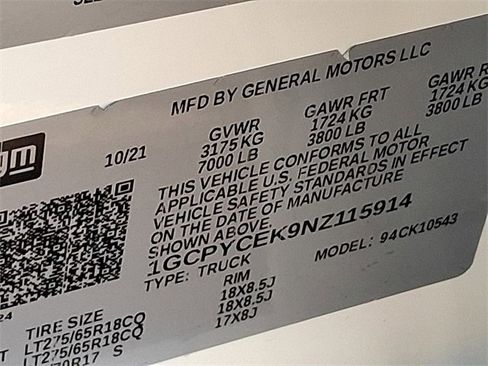 MFD BY GENERAL MOTORS LLC
gm
10/21
GVWR GAWR FRT GAWR
3175 KG 1724 KG 1724 KG
7000 LB 3800 LB 3800 LB
THIS VEHICLE CONFORMS TO ALL
APPLICABLE U.S. FEDERAL MOTOR
VEHICLE SAFETY STANDARDS IN EFFECT
ON THE DATE OF MANUFACTURE
SHOWN ABOVE.
1GCPYCEK9NZ115914
TYPE: TRUCK MODEL: 94CK10543
TIRE SIZE RIM
LT275/65R18CQ 18X8.5J
LT275/65R18CQ 18X8.5J
70R17 S 17X8J